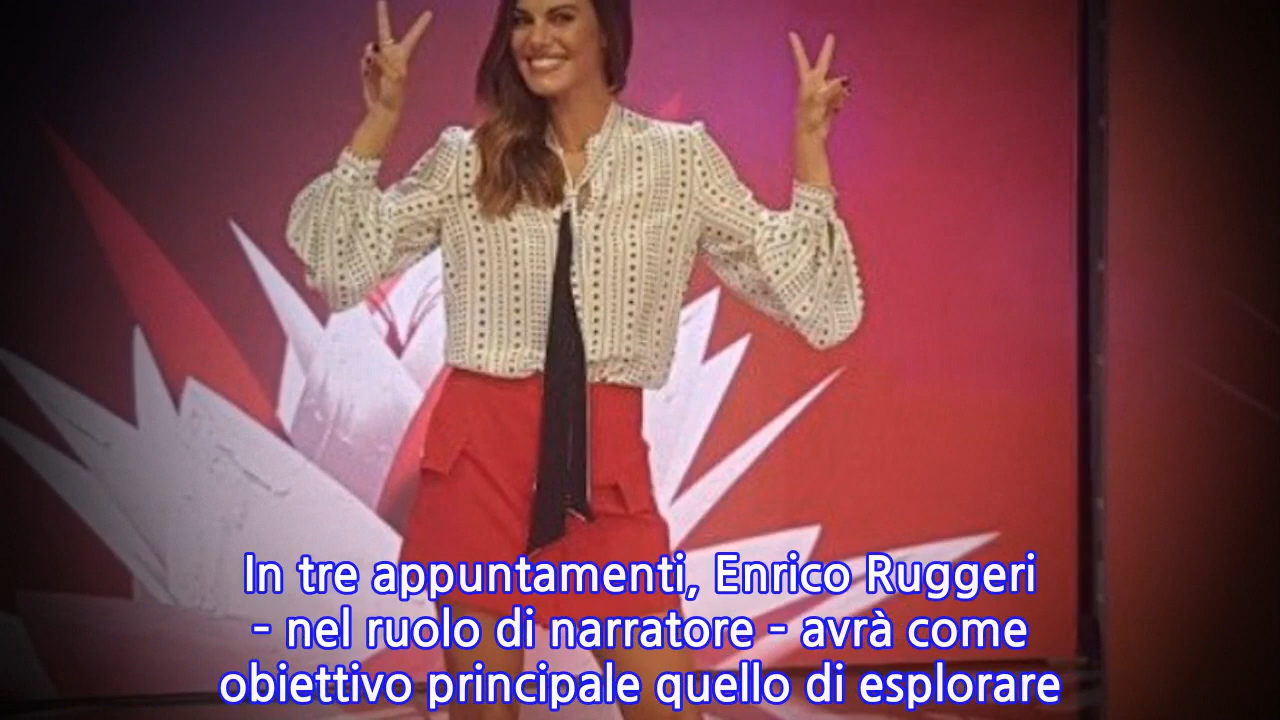 In tre appuntamenti, Enrico Ruggeri
- nel ruolo di narratore - avrà come
obiettivo principale quello di esplorare